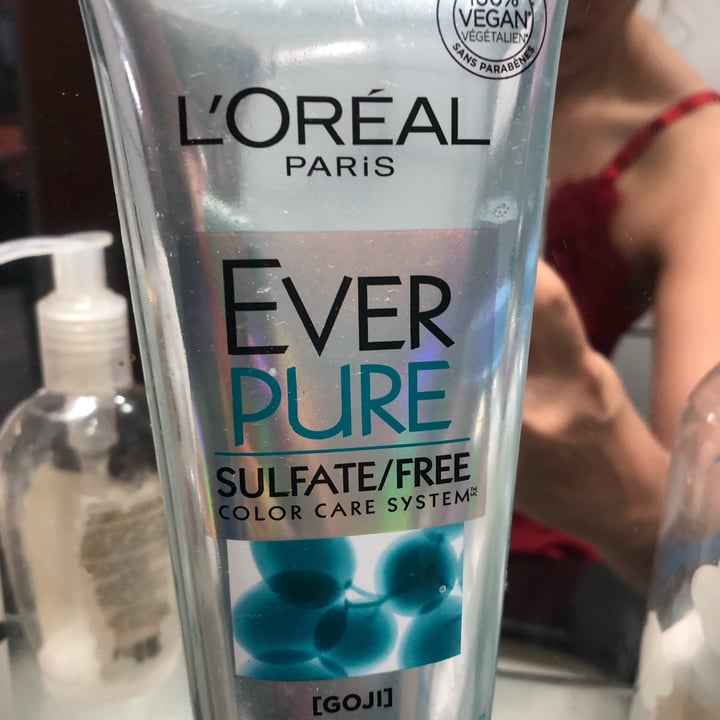 100%
VEGAN*
VÉGÉTALIEN*
SANS PARABÈNES
L'ORÉAL
PARiS
EVER
PURE
SULFATE/FREE
COLOR CARE SYSTEM
[GOJI]